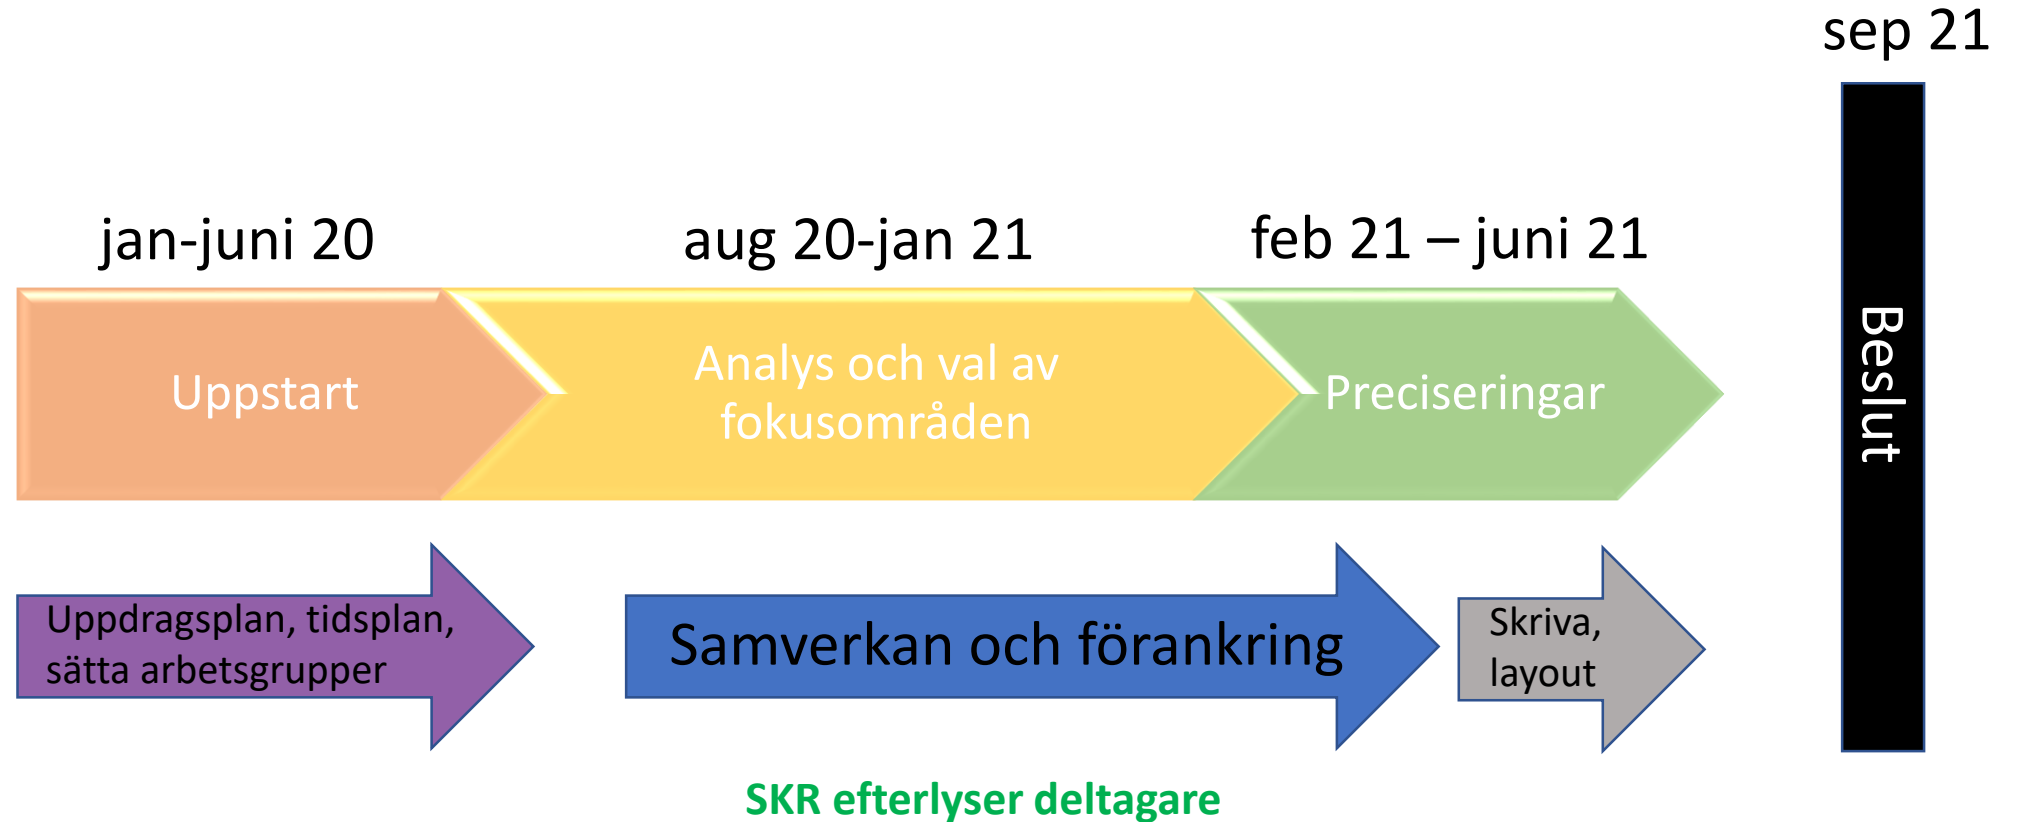 sep 21
jan-juni 20
aug 20-jan 21
feb 21 – juni 21
Uppstart
Analys och val av
fokusområden
Preciseringar
Beslut
Uppdragsplan, tidsplan,
sätta arbetsgrupper
Samverkan och förankring
Skriva,
layout
SKR efterlyser deltagare